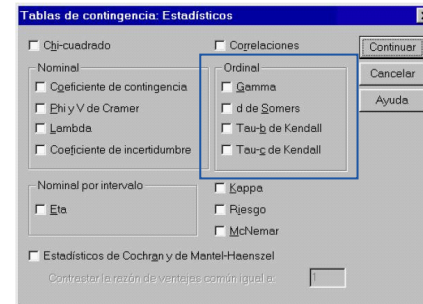 Tablas de contingencia: Estadísticos
Chi-cuadrado
Correlaciones
Continuar
Nominal
Coeficiente de contingencia
Phi y V de Cramer
Lambda
Coeficiente de incertidumbre
Ordinal
Gamma
d de Somers
Tau-b de Kendall
Tau-c de Kendall
Cancelar
Ayuda
Nominal por intervalo
Eta
Kappa
Riesgo
McNemar
Estadísticos de Cochran y de Mantel-Haenszel
Contrastar la razón de ventajas común igual a:
1